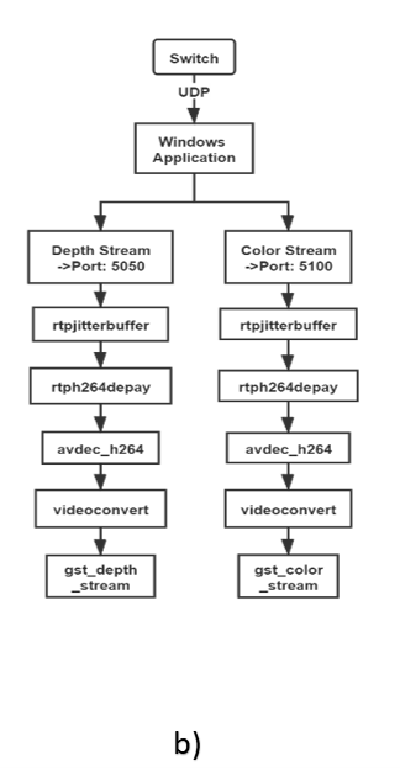 Switch
UDP
Windows
Application
Depth Stream
->Port: 5050
Color Stream
->Port: 5100
rtpjitterbuffer
rtpjitterbuffer
rtph264depay
rtph264depay
avdec_h264
avdec_h264
videoconvert
videoconvert
gst_depth
_stream
gst_color
_stream
b)